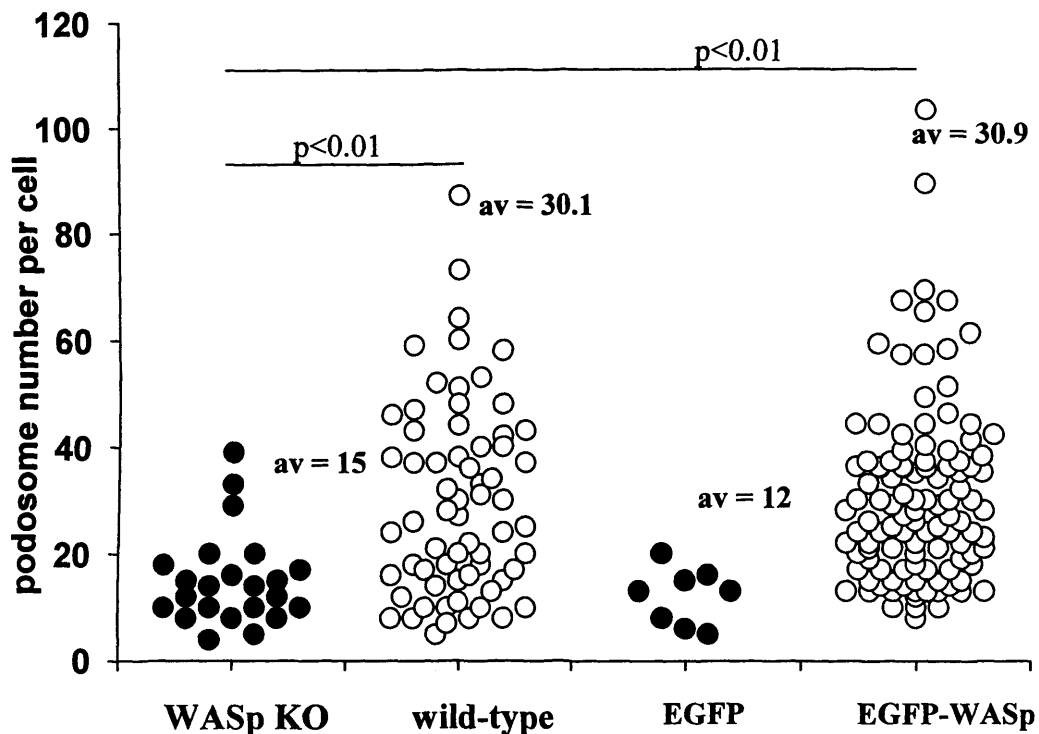 120
p<0.01
100
av = 30.9
p<0.01
80
av = 30.1
60
40
av = 15
av = 12
20
0
podosome number per cell
WASp KO
wild-type
EGFP
EGFP-WASp